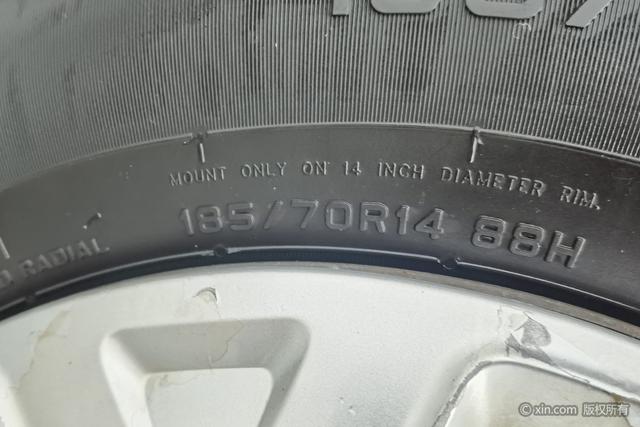 MOUNT ONLY ON 14 INCH DIAMETER RIM.
185/70R14 88H
RADIAL
©xin.com 版权所有